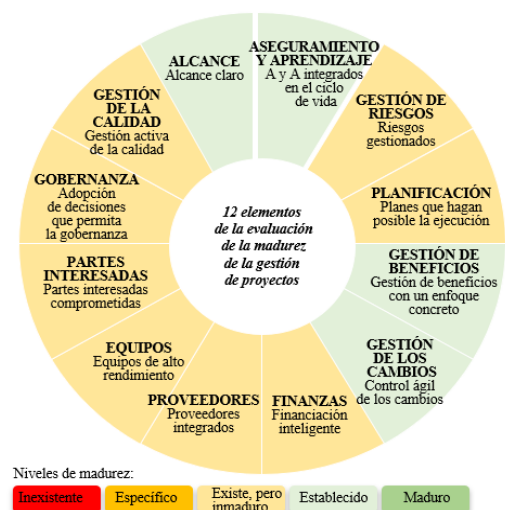 ASEGURAMIENTO
Y APRENDIZAJE
A y A integrados
en el ciclo
de vida
GESTIÓN DE
RIESGOS
Riesgos
gestionados
PLANIFICACIÓN
Planes que hagan
posible la ejecución
GESTIÓN DE
BENEFICIOS
Gestión de beneficios
con un enfoque
concreto
GESTIÓN
DE LOS
CAMBIOS
Control ágil
de los cambios
FINANZAS
Financiación
inteligente
PROVEEDORES
Proveedores
integrados
EQUIPOS
Equipos de alto
rendimiento
PARTES
INTERESADAS
Partes interesadas
comprometidas
GOBERNANZA
Adopción
de decisiones
que permita
la gobernanza
GESTIÓN
DE LA
CALIDAD
Gestión activa
de la calidad
ALCANCE
Alcance claro
12 elementos
de la evaluación
de la madurez
de la gestión
de proyectos
Niveles de madurez:
Inexistente
Específico
Existe, pero
inmaduro
Establecido
Maduro